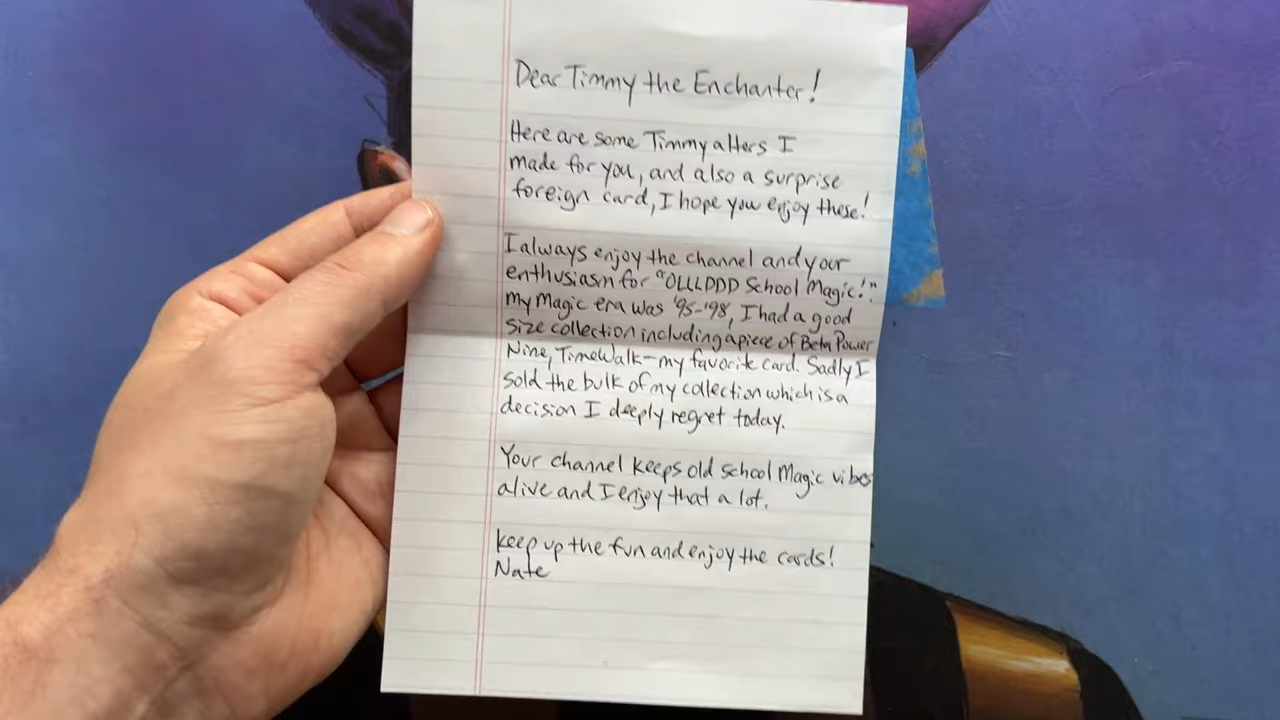 Dear Timmy the Enchanter!
Here are some Timmy alters I
made for you, and also a surprise
foreign card, I hope you enjoy these!
I always enjoy the channel and your
enthusiasm for "OLLLDDD School Magic!".
my Magic era was '95-'98, I had a good
size collection including a piece of Beta Power
Nine, Time Walk - my favorite card. Sadly I
sold the bulk of my collection which is a
decision I deeply regret today.
Your channel keeps old school Magic vibes
alive and I enjoy that a lot.
keep up the fun and enjoy the cards!
Nate